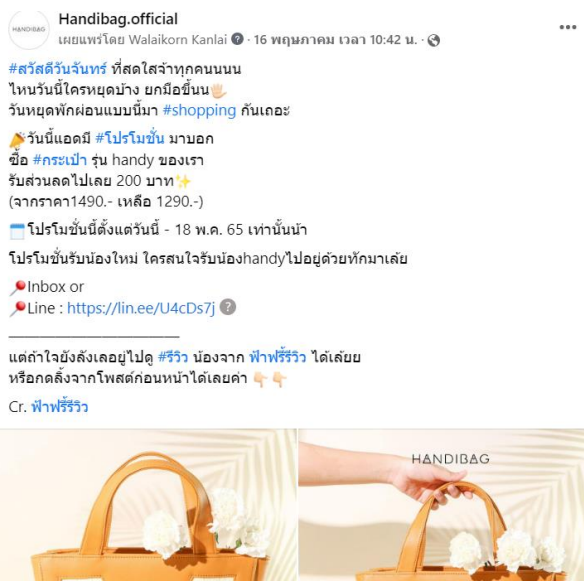 HANDIBAG
Handibag.official
เผยแพร่โดย Walaikorn Kanlai · 16 พฤษภาคม เวลา 10:42 น. ·
#สวัสดีวันจันทร์ ที่สดใสจ้าทุกคนนนน
ไหนวันนี้ใครหยุดบ้าง ยกมือขึ้นน🖐🏻
วันหยุดพักผ่อนแบบนี้มา #shopping กันเถอะ
🎉วันนี้แอดมี #โปรโมชั่น มาบอก
ซื้อ #กระเป๋า รุ่น handy ของเรา
รับส่วนลดไปเลย 200 บาท✨
(จากราคา1490.- เหลือ 1290.-)
🗓โปรโมชั่นนี้ตั้งแต่วันนี้ - 18 พ.ค. 65 เท่านั้นน้า
โปรโมชั่นรับน้องใหม่ ใครสนใจรับน้องhandyไปอยู่ด้วยทักมาเล้ย
📍Inbox or
📍Line : https://lin.ee/U4cDs7j ?
แต่ถ้าใจยังลังเลอยู่ไปดู #รีวิว น้องจาก ฟ้าฟรี้รีวิว ได้เล้ยย
หรือกดลิ้งจากโพสต์ก่อนหน้าได้เลยค่า 👇🏻👇🏻
Cr. ฟ้าฟรี้รีวิว
HANDIBAG